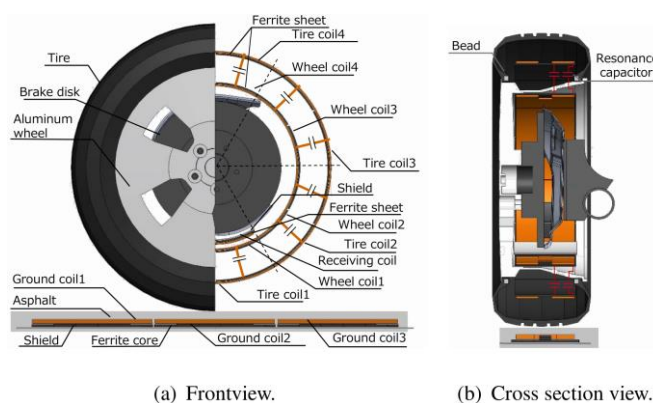 Ferrite sheet
Tire coil4
Tire
Wheel coil4
Brake disk
Aluminum
wheel
Wheel coil3
Tire coil3
Shield
Ferrite sheet
Wheel coil2
Tire coil2
Receiving coil
Wheel coil1
Tire coil1
Ground coil1
Asphalt
Shield
Ferrite core
Ground coil2
Ground coil3
(a) Frontview.
Bead
Resonance
capacitor
(b) Cross section view.